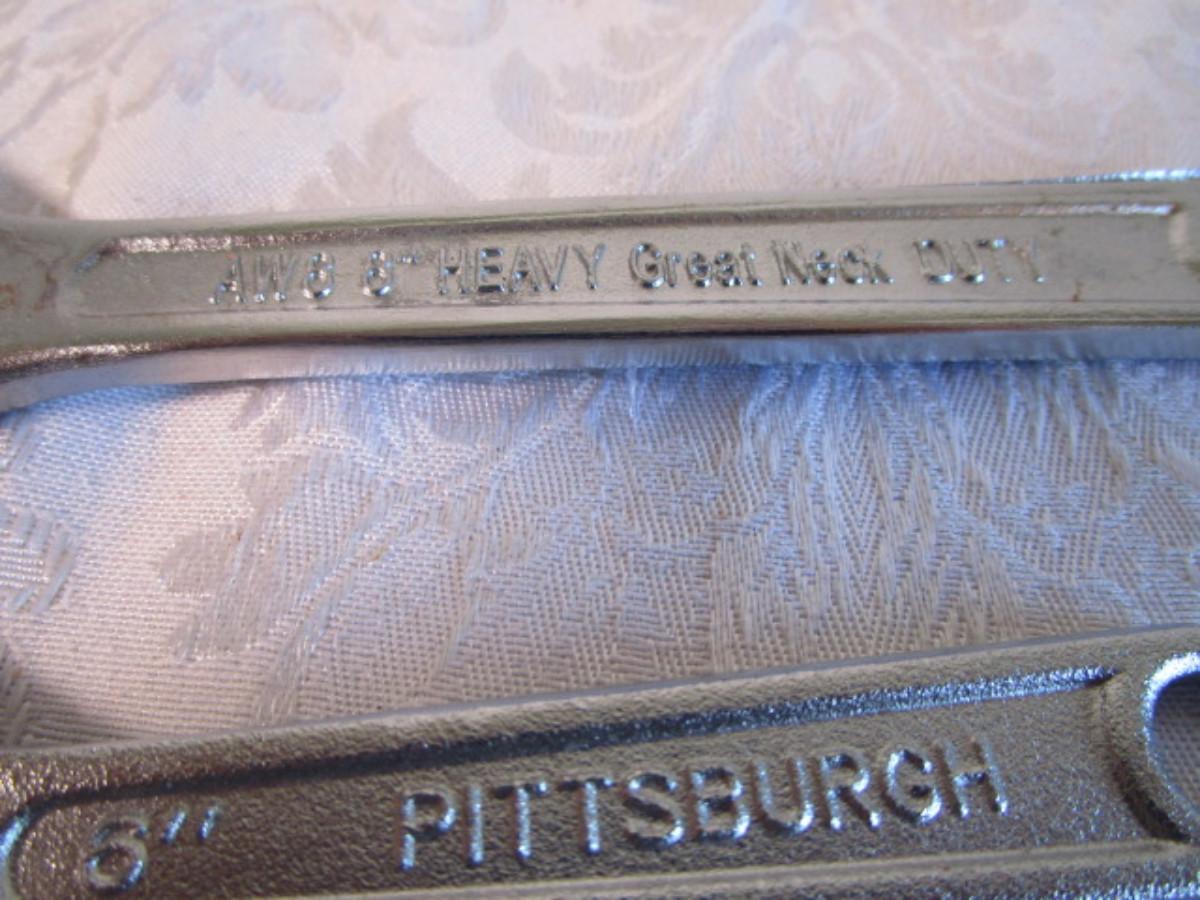 AW8 8" HEAVY Great Neck DUTY
6" PITTSBURGH